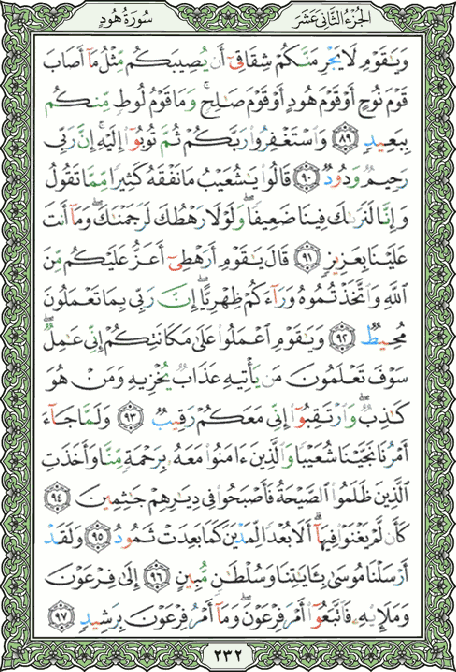 الجزء الثاني عشر
سورة هود
وَيَٰقَوْمِ لَا يَجْرِمَنَّكُمْ شِقَاقِيٓ أَن يُصِيبَكُم مِّثْلُ مَآ أَصَابَ
قَوْمَ نُوحٍ أَوْ قَوْمَ هُودٍ أَوْ قَوْمَ صَٰلِحٍ ۚ وَمَا قَوْمُ لُوطٍ مِّنكُم
بِبَعِيدٍ ٨٩ وَٱسْتَغْفِرُوا۟ رَبَّكُمْ ثُمَّ تُوبُوٓا۟ إِلَيْهِ ۚ إِنَّ رَبِّي
رَحِيمٌ وَدُودٌ ٩٠ قَالُوا۟ يَٰشُعَيْبُ مَا نَفْقَهُ كَثِيرًا مِّمَّا تَقُولُ
وَإِنَّا لَنَرَىٰكَ فِينَا ضَعِيفًا ۖ وَلَوْلَا رَهْطُكَ لَرَجَمْنَٰكَ ۖ وَمَآ أَنتَ
عَلَيْنَا بِعَزِيزٍ ٩١ قَالَ يَٰقَوْمِ أَرَهْطِيٓ أَعَزُّ عَلَيْكُم مِّنَ
ٱللَّهِ وَٱتَّخَذْتُمُوهُ وَرَآءَكُمْ ظِهْرِيًّا ۖ إِنَّ رَبِّي بِمَا تَعْمَلُونَ
مُحِيطٌ ٩٢ وَيَٰقَوْمِ ٱعْمَلُوا۟ عَلَىٰ مَكَانَتِكُمْ إِنِّي عَٰمِلٌ ۖ
سَوْفَ تَعْلَمُونَ مَن يَأْتِيهِ عَذَابٌ يُخْزِيهِ وَمَنْ هُوَ
كَٰذِبٌ ۖ وَٱرْتَقِبُوٓا۟ إِنِّي مَعَكُمْ رَقِيبٌ ٩٣ وَلَمَّا جَآءَ
أَمْرُنَا نَجَّيْنَا شُعَيْبًا وَٱلَّذِينَ ءَامَنُوا۟ مَعَهُۥ بِرَحْمَةٍ مِّنَّا وَأَخَذَتِ
ٱلَّذِينَ ظَلَمُوا۟ ٱلصَّيْحَةُ فَأَصْبَحُوا۟ فِي دِيَٰرِهِمْ جَٰثِمِينَ ٩٤
كَأَن لَّمْ يَغْنَوْا۟ فِيهَآ ۗ أَلَا بُعْدًا لِّمَدْيَنَ كَمَا بَعِدَتْ ثَمُودُ ٩٥ وَلَقَدْ
أَرْسَلْنَا مُوسَىٰ بِـَٔايَٰتِنَا وَسُلْطَٰنٍ مُّبِينٍ ٩٦ إِلَىٰ فِرْعَوْنَ
وَمَلَإِي۟هِ فَٱتَّبَعُوٓا۟ أَمْرَ فِرْعَوْنَ ۖ وَمَآ أَمْرُ فِرْعَوْنَ بِرَشِيدٍ ٩٧
٢٣٢